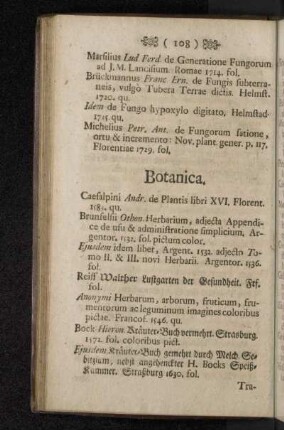 ( 108 )
Marsilius Lud Ferd. de Generatione Fungorum
ad J. M. Lancisium. Romae 1714. fol.
Brückmannus Franc Ern. de Fungis subterra-
neis, vulgo Tubera Terrae dictis. Helmst.
1720. qu.
Idem de Fungo hypoxylo digitato, Helmstad.
qu.
Michelius Petr. Ant. de Fungorum satione,
ortu & incremento: Nov. plant. gener. p. 117.
Florentiae 1729. fol.
Botanica.
Caesalpini Andr. de Plantis libri XVI. Florent.
qu.
Brunfelsii Othon. Herbarium, adjecta Appendi-
ce de usu & administratione simplicium, Ar-
gentor. 1532. fol. pictum color.
Ejusdem idem liber, Argent. 1532. adjecto To-
mo II. & III. novi Herbarii. Argentor. 1536.
fol.
Reiff Walther Lustgarten der Gesundheit. Frf.
fol.
Anonymi Herbarum, arborum, fruticum, fru-
mentorum ac leguminum imagines coloribus
pictae. Francof. 1546. qu.
Bock Hieron. Kräuter-Buch vermehrt. Strasburg.
1572. fol. coloribus pict.
Ejusdem Kräuter-Buch gemehrt durch Melch. Se-
bitzium, nebst angehenckter H. Bocks Speiß-
Kammer. Straßburg 1630. fol.
Tra-